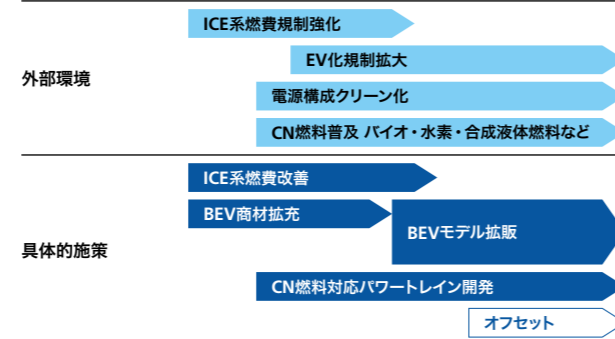 外部環境
ICE系燃費規制強化
EV化規制拡大
電源構成クリーン化
CN燃料普及 バイオ・水素・合成液体燃料など
具体的施策
ICE系燃費改善
BEV商材拡充
BEVモデル拡販
CN燃料対応パワートレイン開発
オフセット